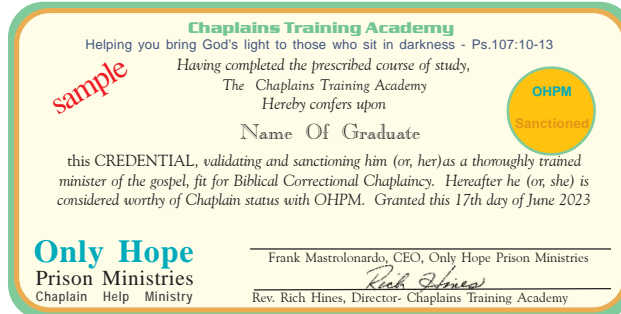 Chaplains Training Academy
Helping you bring God's light to those who sit in darkness - Ps.107:10-13
sample
Having completed the prescribed course of study,
The Chaplains Training Academy
Hereby confers upon
OHPM
Sanctioned
Name Of Graduate
this CREDENTIAL, validating and sanctioning him (or, her)as a thoroughly trained
minister of the gospel, fit for Biblical Correctional Chaplaincy. Hereafter he (or, she) is
considered worthy of Chaplain status with OHPM. Granted this 17th day of June 2023
Only Hope
Prison Ministries
Chaplain Help Ministry
Frank Mastrolonardo, CEO, Only Hope Prison Ministries
Rich Hines
Rev. Rich Hines, Director- Chaplains Training Academy